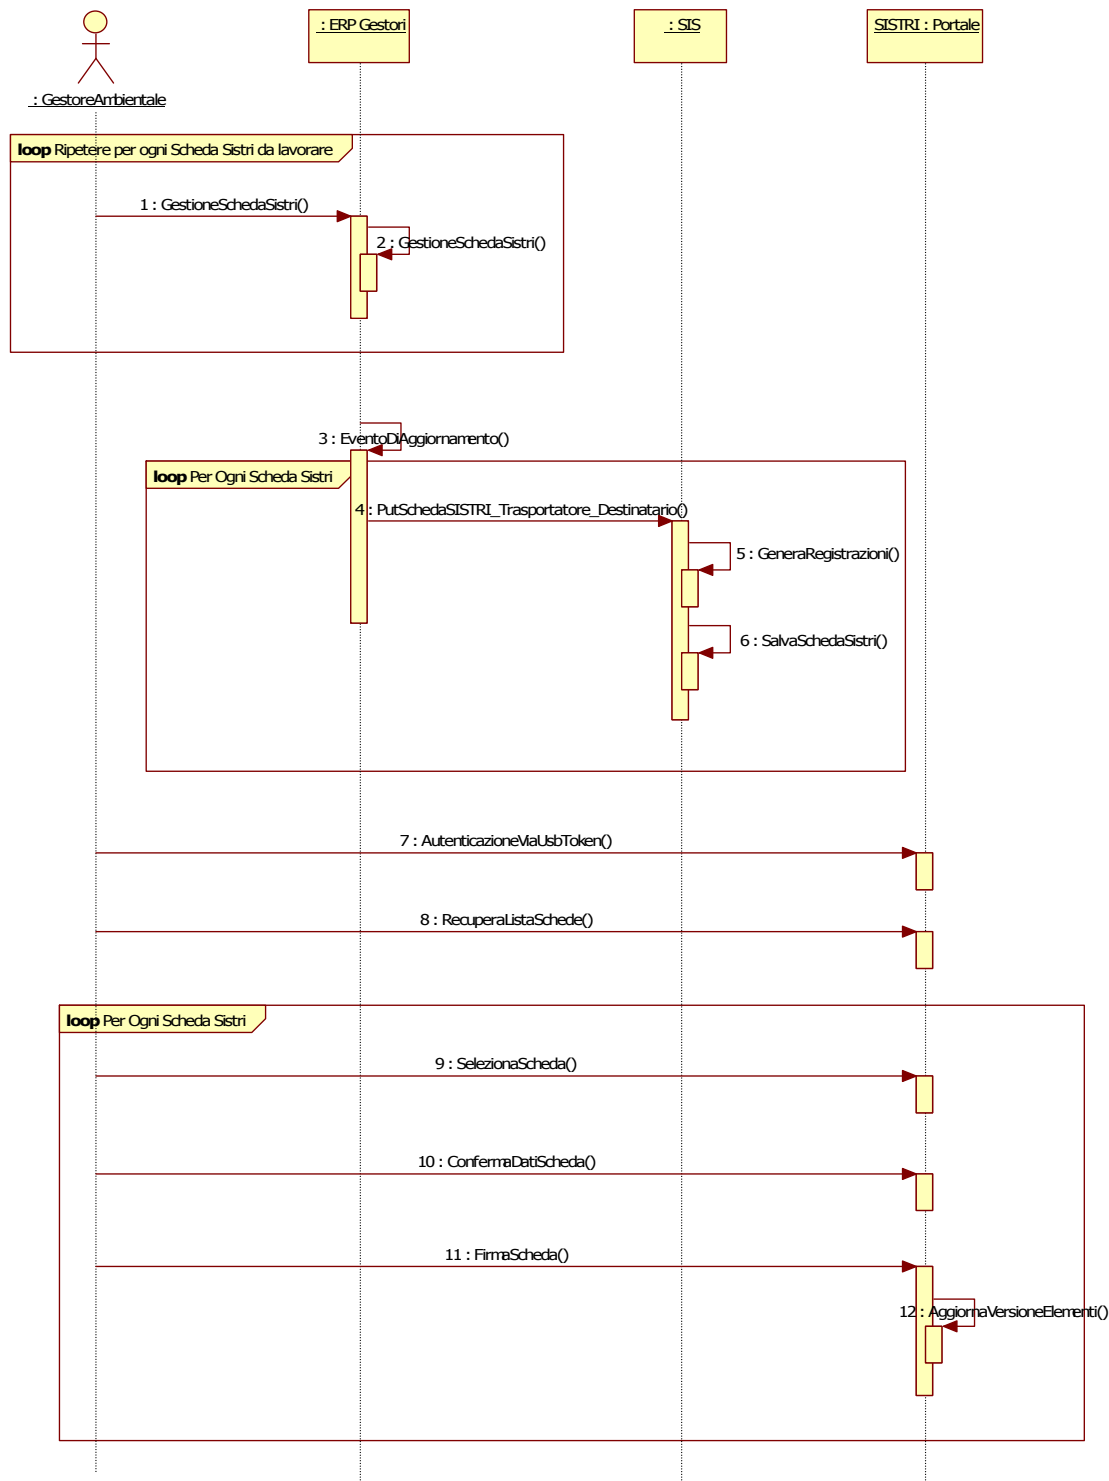 : ERP Gestori
: SIS
SISTRI : Portale
: GestoreAmbientale
loop Ripetere per ogni Scheda Sistri da lavorare
1 : GestioneSchedaSistri()
2 : GestioneSchedaSistri()
3 : EventoDiAggiornamento()
loop Per Ogni Scheda Sistri
4 : PutSchedaSISTRI_Trasportatore_Destinatario()
5 : GeneraRegistrazioni()
6 : SalvaSchedaSistri()
7 : AutenticazioneViaUsbToken()
8 : RecuperaListaSchede()
loop Per Ogni Scheda Sistri
9 : SelezionaScheda()
10 : ConfermaDatiScheda()
11 : FirmaScheda()
12 : AggiornaVersioneElementi()